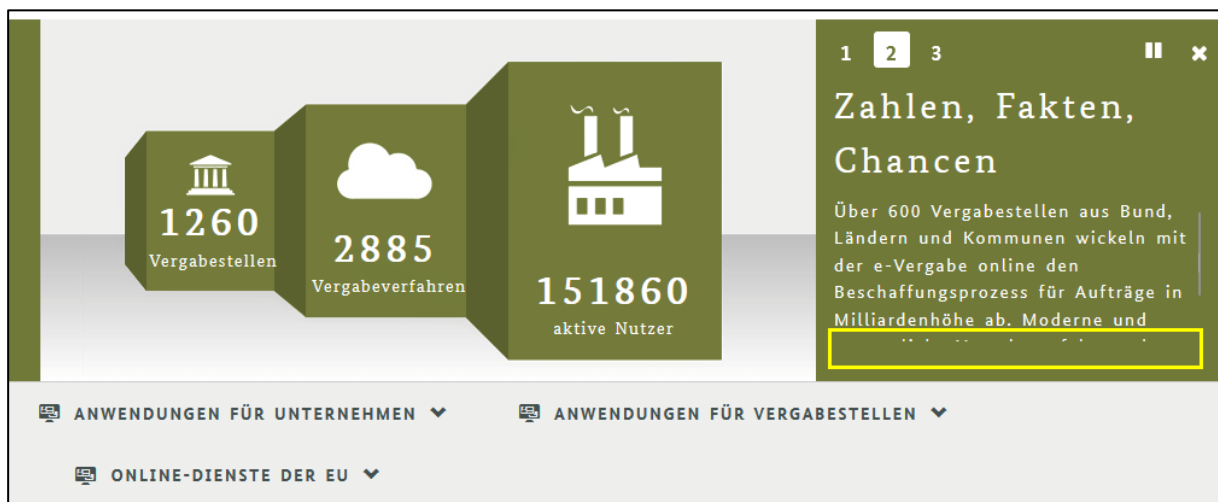 1 2 3
Zahlen, Fakten,
Chancen
Über 600 Vergabestellen aus Bund,
Ländern und Kommunen wickeln mit
der e-Vergabe online den
Beschaffungsprozess für Aufträge in
Milliardenhöhe ab. Moderne und
1260
Vergabestellen
2885
Vergabeverfahren
151860
aktive Nutzer
ANWENDUNGEN FÜR UNTERNEHMEN
ANWENDUNGEN FÜR VERGABESTELLEN
ONLINE-DIENSTE DER EU